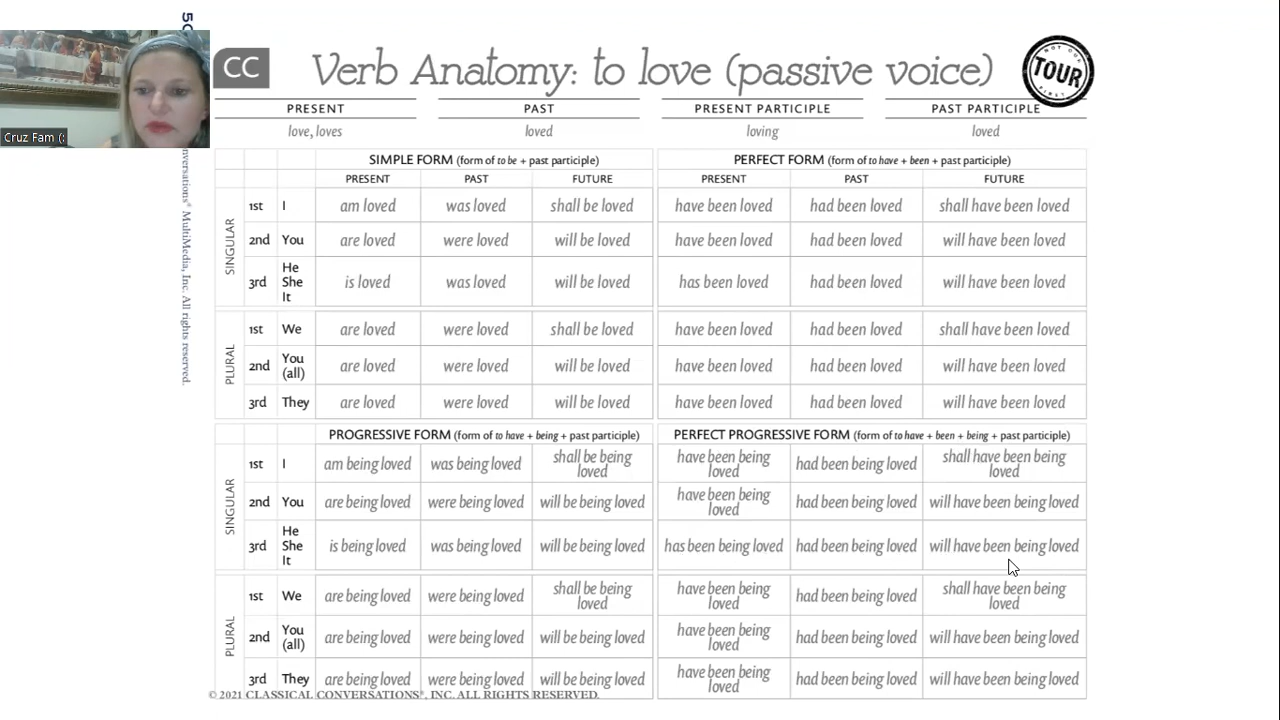 CC
Verb Anatomy: to love (passive voice)
NOT OUR
TOUR
FIRST
Cruz Fam (:
nversations® MultiMedia, Inc. All rights reserved.
PRESENT PAST PRESENT PARTICIPLE PAST PARTICIPLE
love, loves loved loving loved
SIMPLE FORM (form of to be + past participle) PERFECT FORM (form of to have + been + past participle)
PRESENT PAST FUTURE PRESENT PAST FUTURE
SINGULAR
1st I am loved was loved shall be loved have been loved had been loved shall have been loved
2nd You are loved were loved will be loved have been loved had been loved will have been loved
3rd He She It is loved was loved will be loved has been loved had been loved will have been loved
PLURAL
1st We are loved were loved shall be loved have been loved had been loved shall have been loved
2nd You (all) are loved were loved will be loved have been loved had been loved will have been loved
3rd They are loved were loved will be loved have been loved had been loved will have been loved
PROGRESSIVE FORM (form of to have + being + past participle) PERFECT PROGRESSIVE FORM (form of to have + been + being + past participle)
SINGULAR
1st I am being loved was being loved shall be being loved have been being loved had been being loved shall have been being loved
2nd You are being loved were being loved will be being loved have been being loved had been being loved will have been being loved
3rd He She It is being loved was being loved will be being loved has been being loved had been being loved will have been being loved
PLURAL
1st We are being loved were being loved shall be being loved have been being loved had been being loved shall have been being loved
2nd You (all) are being loved were being loved will be being loved have been being loved had been being loved will have been being loved
3rd They are being loved were being loved will be being loved have been being loved had been being loved will have been being loved
© 2021 CLASSICAL CONVERSATIONS®, INC. ALL RIGHTS RESERVED.